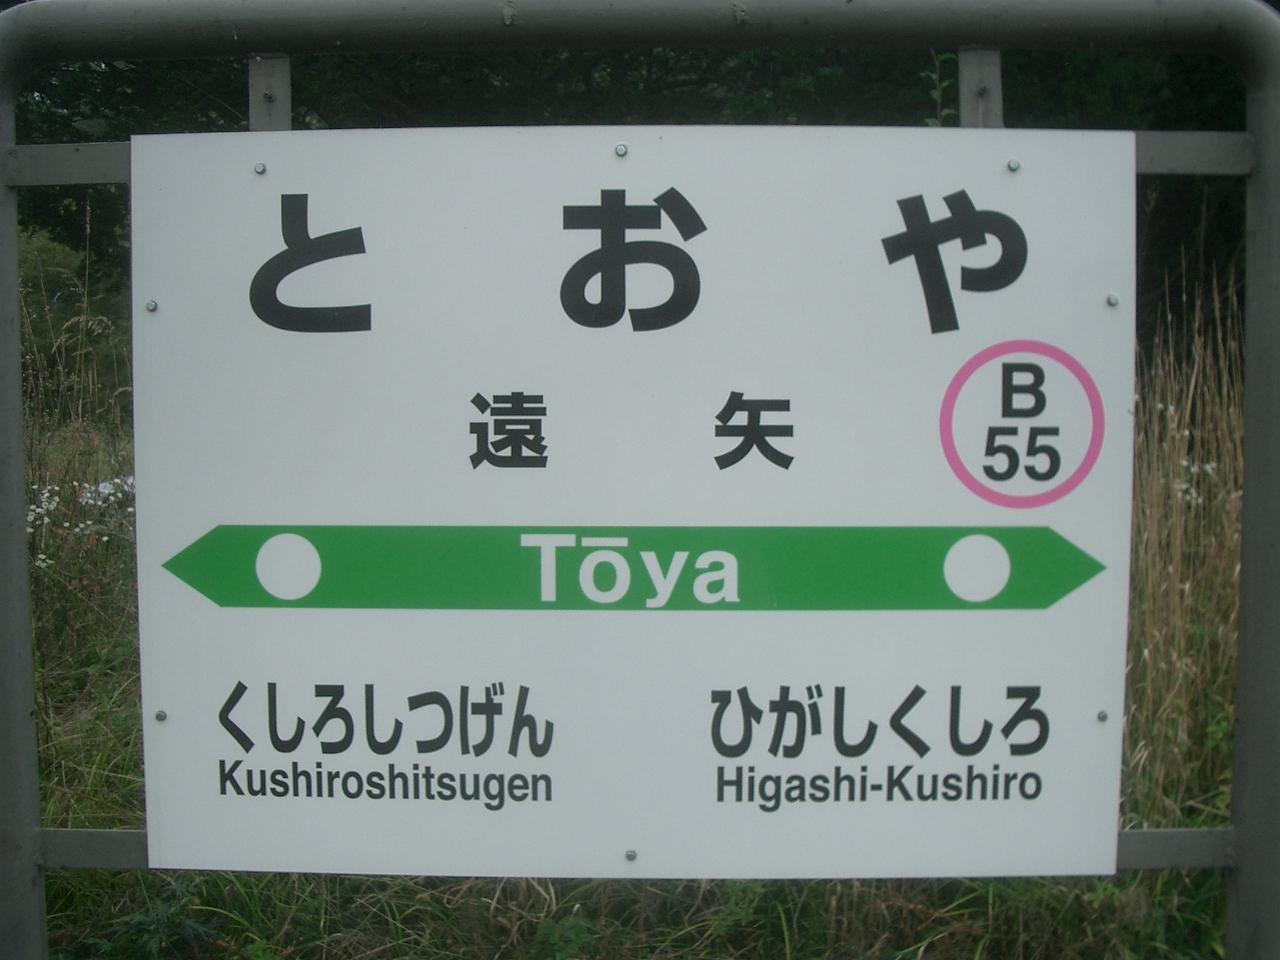 とおや
遠矢
B
55
Tōya
くしろしつげん
Kushiroshitsugen
ひがしくしろ
Higashi-Kushiro